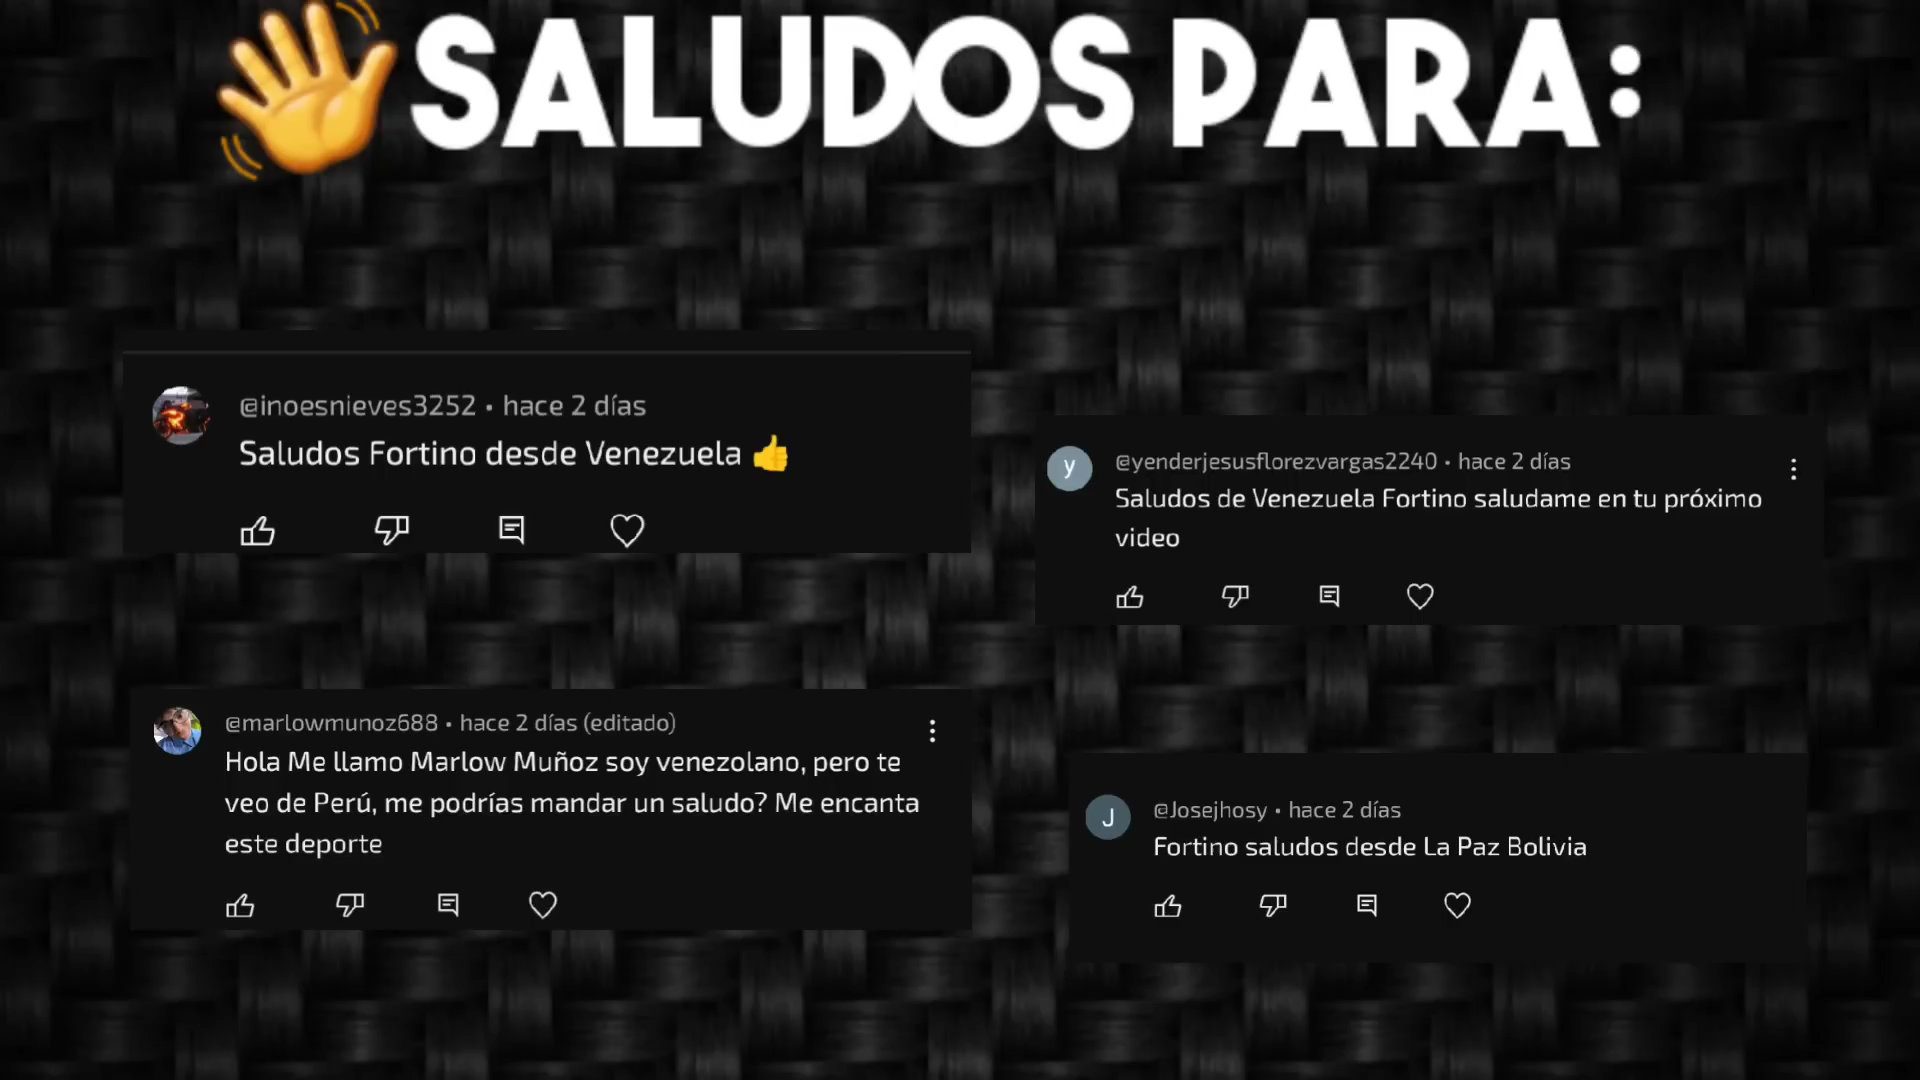 👋SALUDOS PARA:
@inoesnieves3252 • hace 2 días
Saludos Fortino desde Venezuela 👍
y
@yenderjesusflorezvargas2240 • hace 2 días
Saludos de Venezuela Fortino saludame en tu próximo
video
@marlowmunoz688 • hace 2 días (editado)
Hola Me llamo Marlow Muñoz soy venezolano, pero te
veo de Perú, me podrías mandar un saludo? Me encanta
este deporte
J
@Josejhosy • hace 2 días
Fortino saludos desde La Paz Bolivia